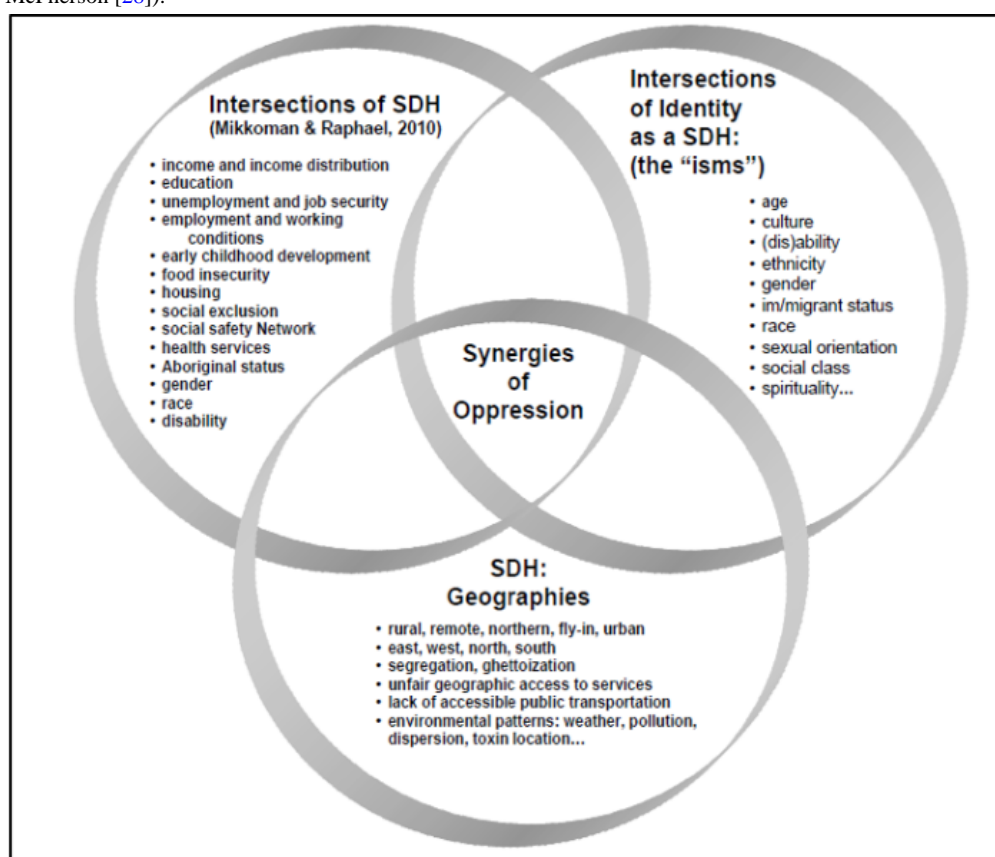 McPherson [28]).
Intersections of SDH
(Mikkoman & Raphael, 2010)
• income and income distribution
• education
• unemployment and job security
• employment and working
conditions
• early childhood development
• food insecurity
• housing
• social exclusion
• social safety Network
• health services
• Aboriginal status
• gender
• race
• disability
Intersections
of Identity
as a SDH:
(the “isms”)
• age
• culture
• (dis)ability
• ethnicity
• gender
• im/migrant status
• race
• sexual orientation
• social class
• spirituality...
Synergies
of
Oppression
SDH:
Geographies
• rural, remote, northern, fly-in, urban
• east, west, north, south
• segregation, ghettoization
• unfair geographic access to services
• lack of accessible public transportation
• environmental patterns: weather, pollution,
dispersion, toxin location...